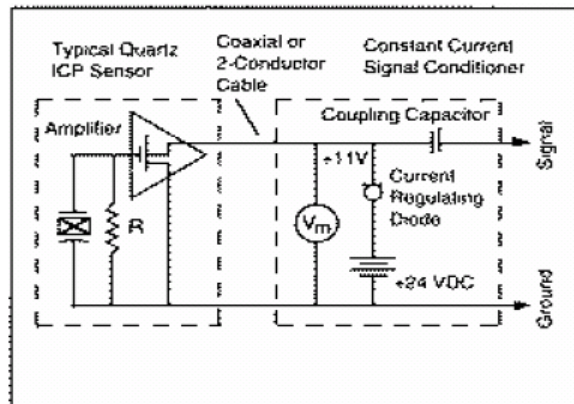 Typical Quartz
ICP Sensor
Coaxial or
2-Conductor
Cable
Constant Current
Signal Conditioner
Amplifier
Coupling Capacitor
+11V
Current
Regulating
Diode
R
Vm
+24 VDC
Signal
Ground